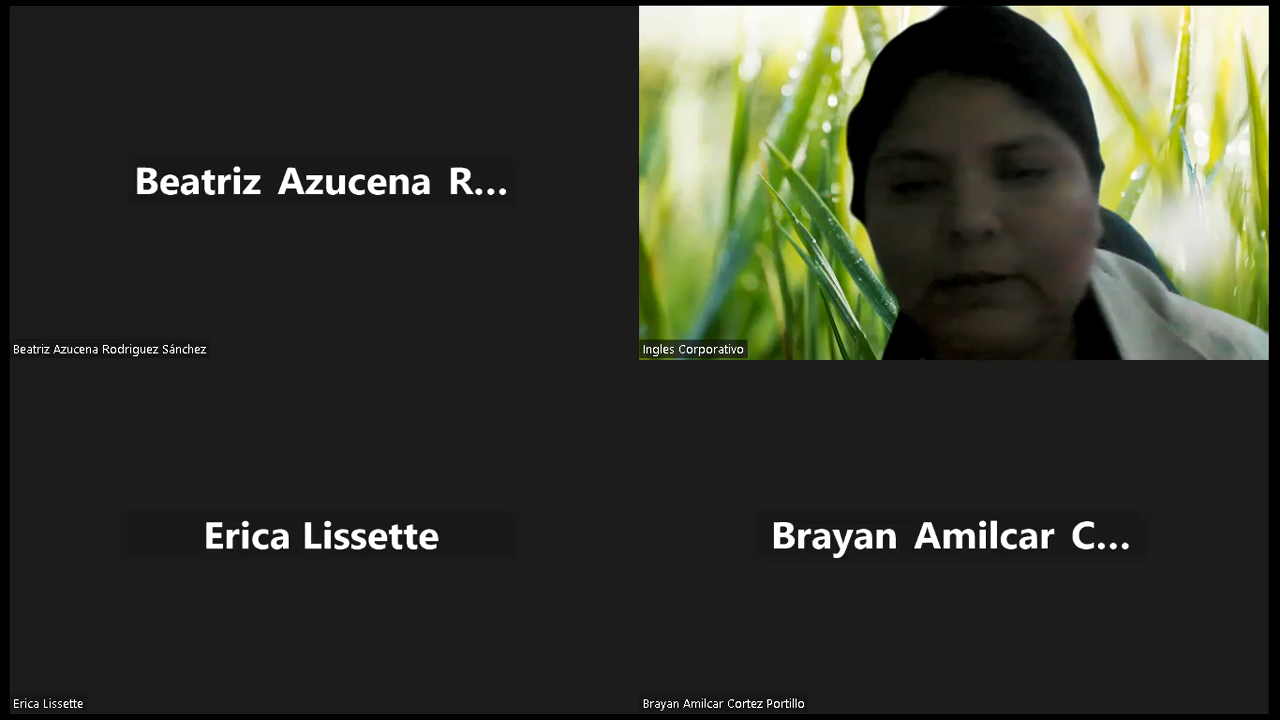 Beatriz Azucena R...
Beatriz Azucena Rodriguez Sánchez
Ingles Corporativo
Erica Lissette
Erica Lissette
Brayan Amilcar C...
Brayan Amilcar Cortez Portillo